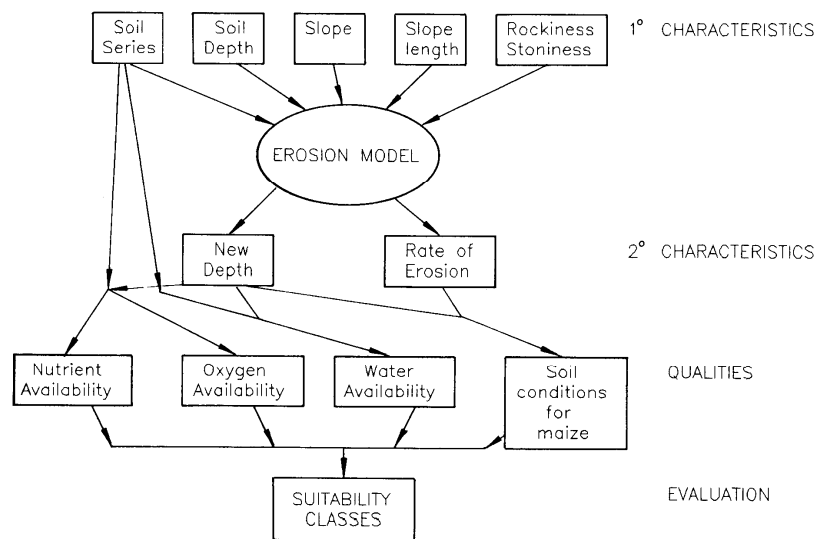 Soil
Series
Soil
Depth
Slope
Slope
length
Rockiness
Stoniness
1° CHARACTERISTICS
EROSION MODEL
New
Depth
Rate of
Erosion
2° CHARACTERISTICS
Nutrient
Availability
Oxygen
Availability
Water
Availability
Soil
conditions
for
maize
QUALITIES
SUITABILITY
CLASSES
EVALUATION